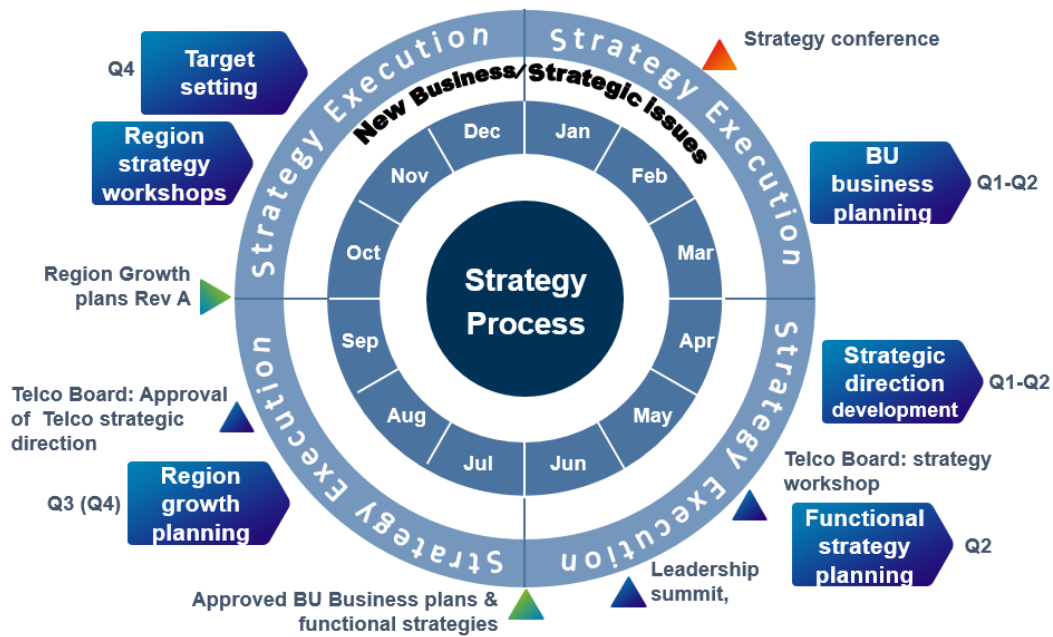 Strategy Execution
Strategy Execution
Strategy Execution
Strategy Execution
New Business/Strategic issues
Dec
Jan
Nov
Feb
Oct
Mar
Sep
Apr
Aug
May
Jul
Jun
Strategy
Process
Strategy conference
BU
business
planning
Q1-Q2
Strategic
direction
development
Q1-Q2
Telco Board: strategy
workshop
Functional
strategy
planning
Q2
Leadership
summit,
Approved BU Business plans &
functional strategies
Q3 (Q4)
Region
growth
planning
Telco Board: Approval
of Telco strategic
direction
Region Growth
plans Rev A
Region
strategy
workshops
Q4
Target
setting